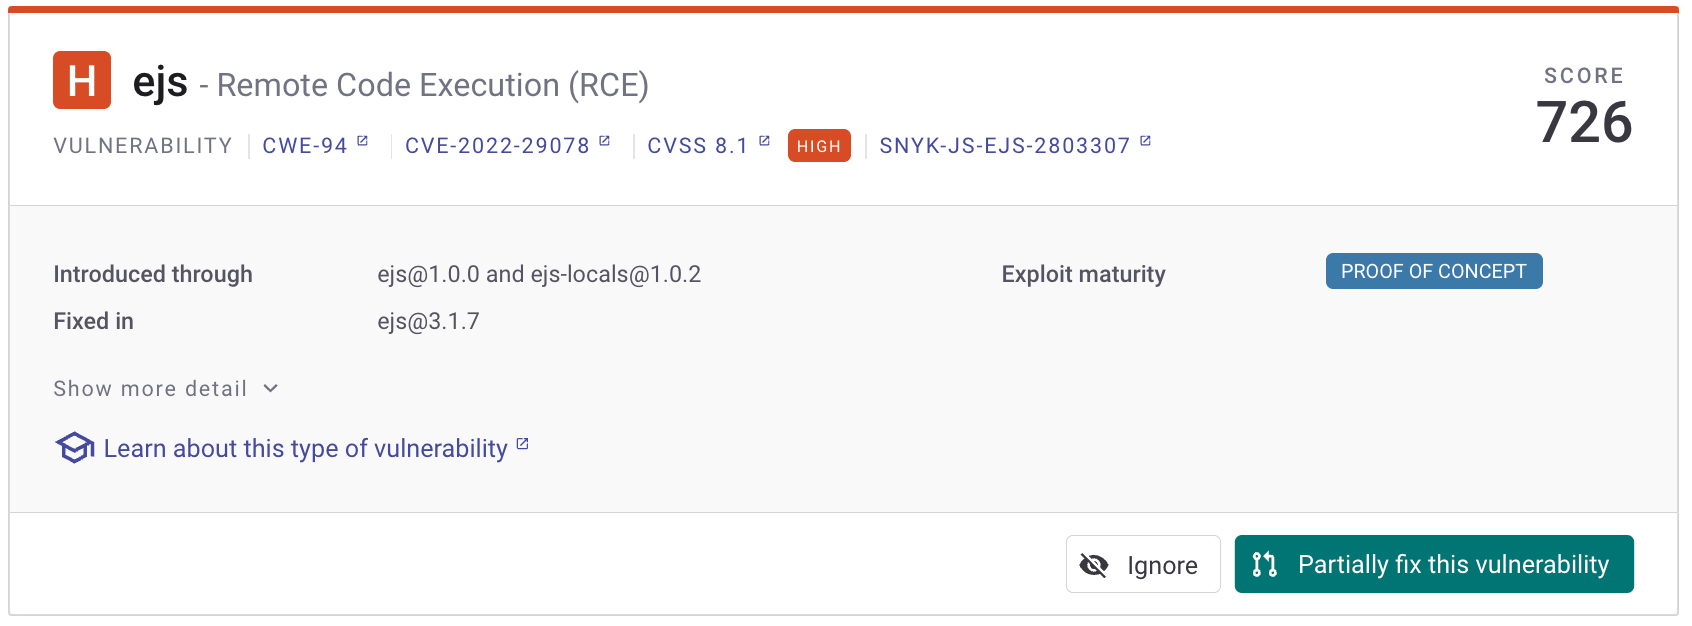 H ejs - Remote Code Execution (RCE)
SCORE
726
VULNERABILITY | CWE-94 | CVE-2022-29078 | CVSS 8.1 HIGH | SNYK-JS-EJS-2803307
Introduced through ejs@1.0.0 and ejs-locals@1.0.2 Exploit maturity PROOF OF CONCEPT
Fixed in ejs@3.1.7
Show more detail
Learn about this type of vulnerability
Ignore Partially fix this vulnerability